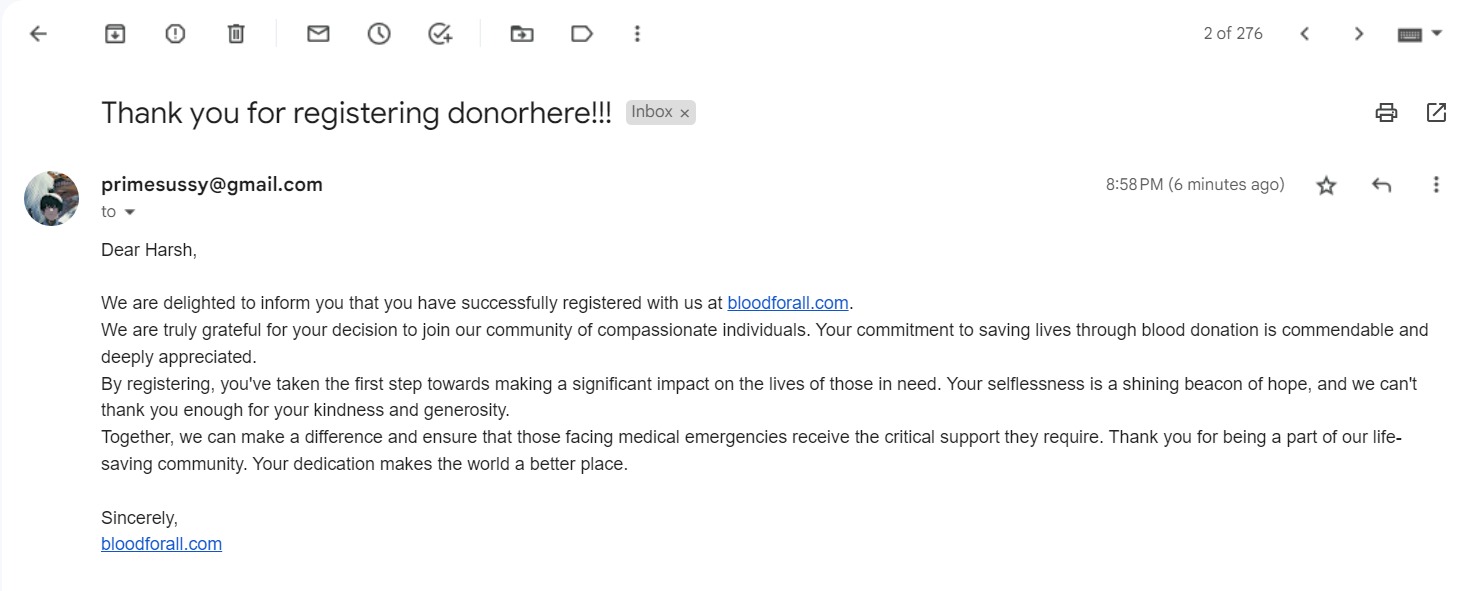 2 of 276
Thank you for registering donorhere!!! Inbox ×
primesussy@gmail.com 8:58 PM (6 minutes ago)
to
Dear Harsh,
We are delighted to inform you that you have successfully registered with us at bloodforall.com.
We are truly grateful for your decision to join our community of compassionate individuals. Your commitment to saving lives through blood donation is commendable and
deeply appreciated.
By registering, you've taken the first step towards making a significant impact on the lives of those in need. Your selflessness is a shining beacon of hope, and we can't
thank you enough for your kindness and generosity.
Together, we can make a difference and ensure that those facing medical emergencies receive the critical support they require. Thank you for being a part of our life-
saving community. Your dedication makes the world a better place.
Sincerely,
bloodforall.com